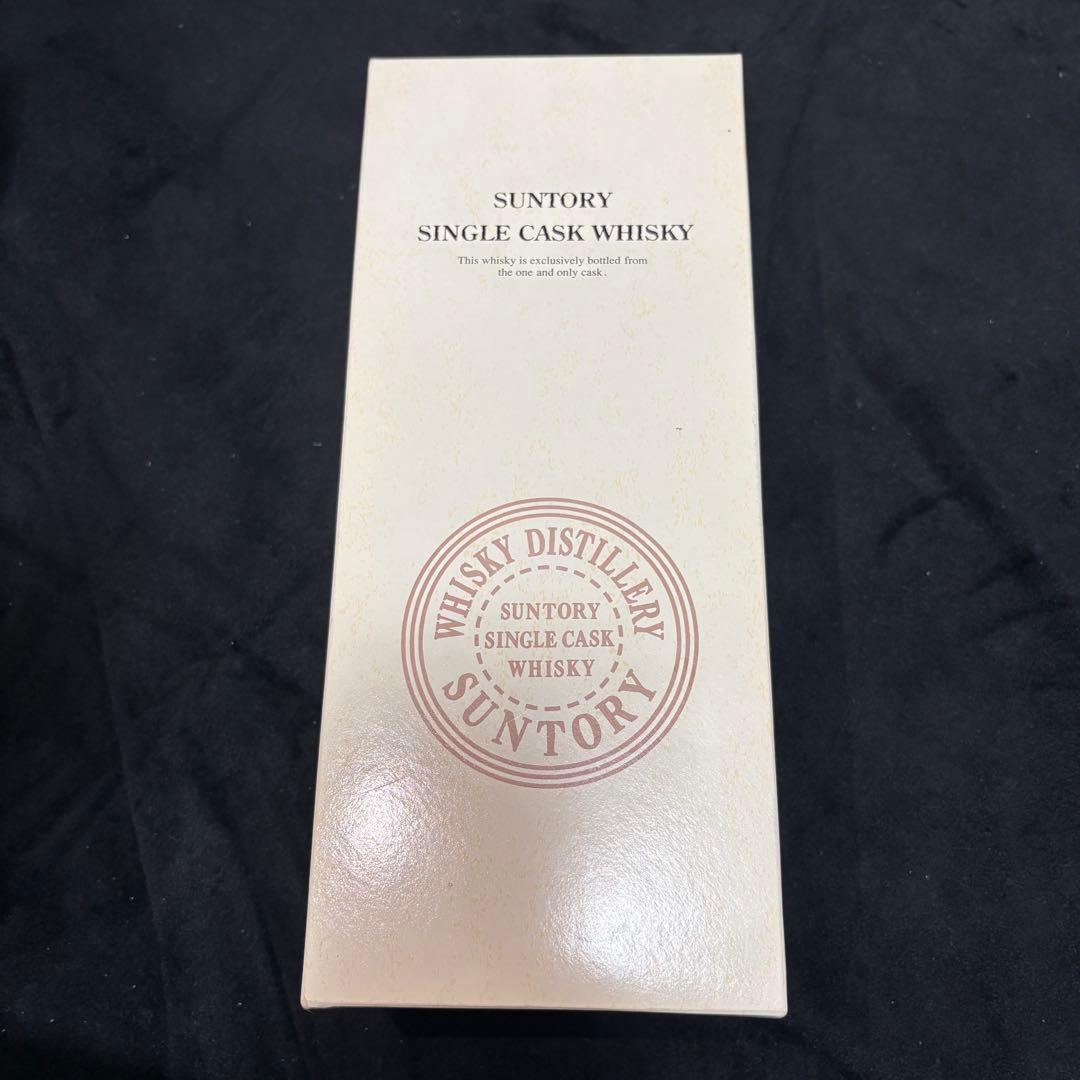 SUNTORY
SINGLE CASK WHISKY
This whisky is exclusively bottled from
the one and only cask.
WHISKY DISTILLERY
SUNTORY
SINGLE CASK
WHISKY
SUNTORY